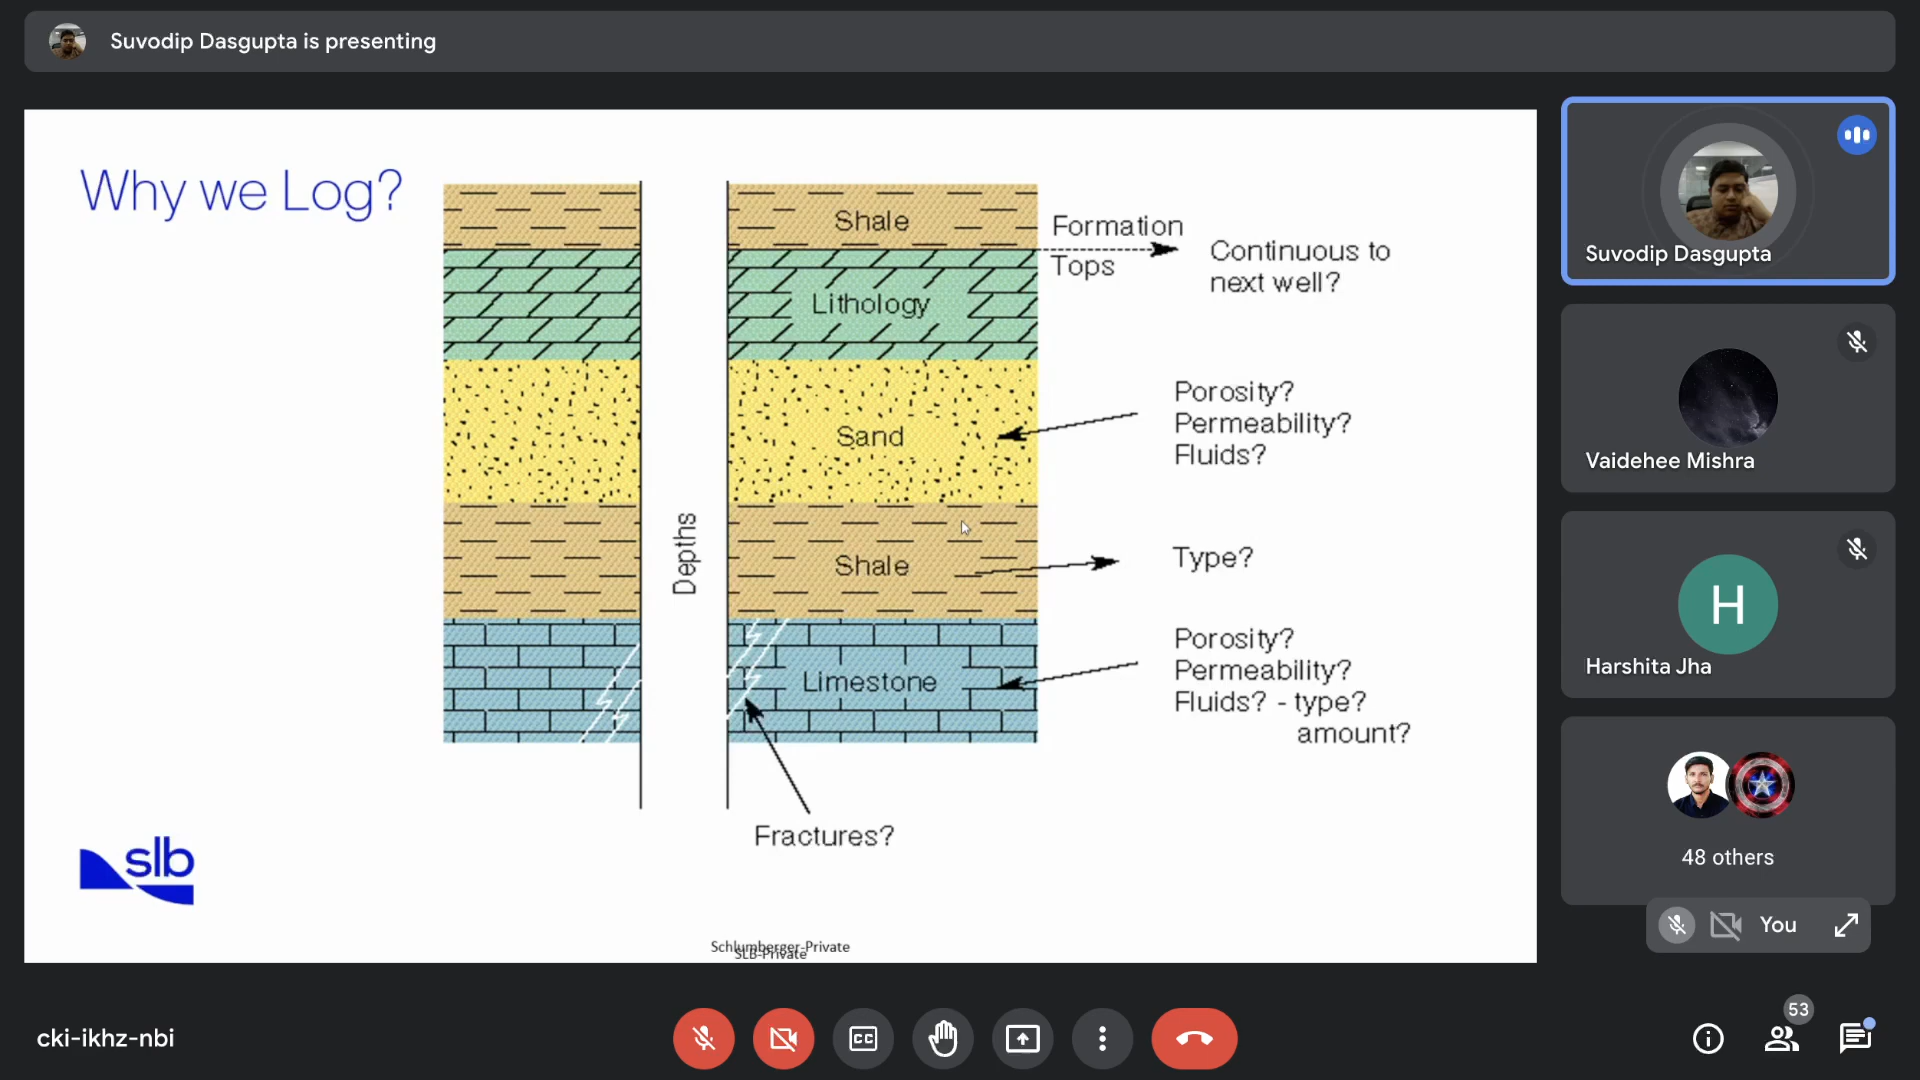 Suvodip Dasgupta is presenting
Why we Log?
Shale
Formation
Tops
Continuous to
next well?
Lithology
Porosity?
Permeability?
Fluids?
Sand
Depths
Shale
Type?
Limestone
Porosity?
Permeability?
Fluids? - type?
amount?
Fractures?
slb
Schlumberger-Private
SLB-Private
Suvodip Dasgupta
Vaidehee Mishra
H
Harshita Jha
48 others
You
cki-ikhz-nbi
CC
53